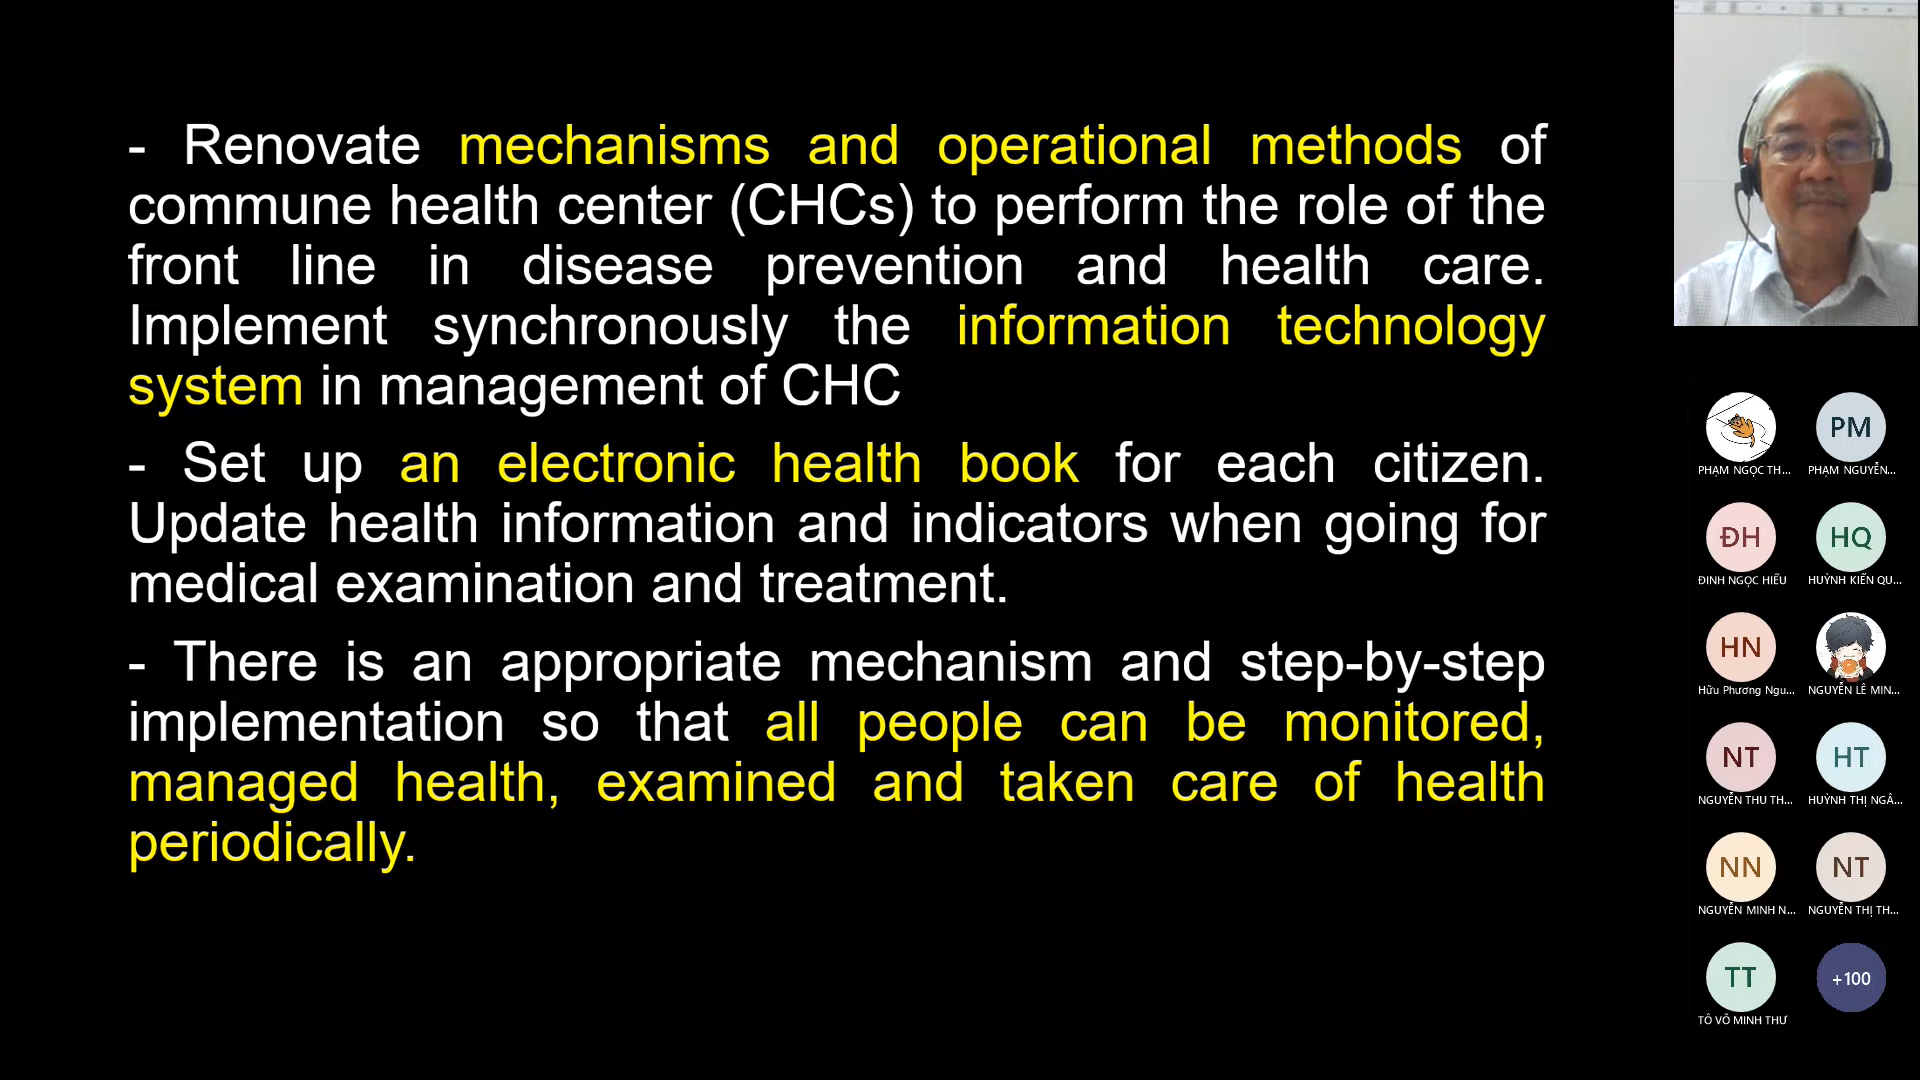 - Renovate mechanisms and operational methods of
commune health center (CHCs) to perform the role of the
front line in disease prevention and health care.
Implement synchronously the information technology
system in management of CHC
- Set up an electronic health book for each citizen.
Update health information and indicators when going for
medical examination and treatment.
- There is an appropriate mechanism and step-by-step
implementation so that all people can be monitored,
managed health, examined and taken care of health
periodically.
PHẠM NGỌC TH...
PM
PHẠM NGUYỄN...
ĐH
ĐINH NGỌC HIẾU
HQ
HUỲNH KIẾN QU...
HN
Hữu Phương Ngu...
NGUYỄN LÊ MIN...
NT
NGUYỄN THU TH...
HT
HUỲNH THỊ NGÂ...
NN
NGUYỄN MINH N...
NT
NGUYỄN THỊ TH...
TT
TÔ VÕ MINH THƯ
+100